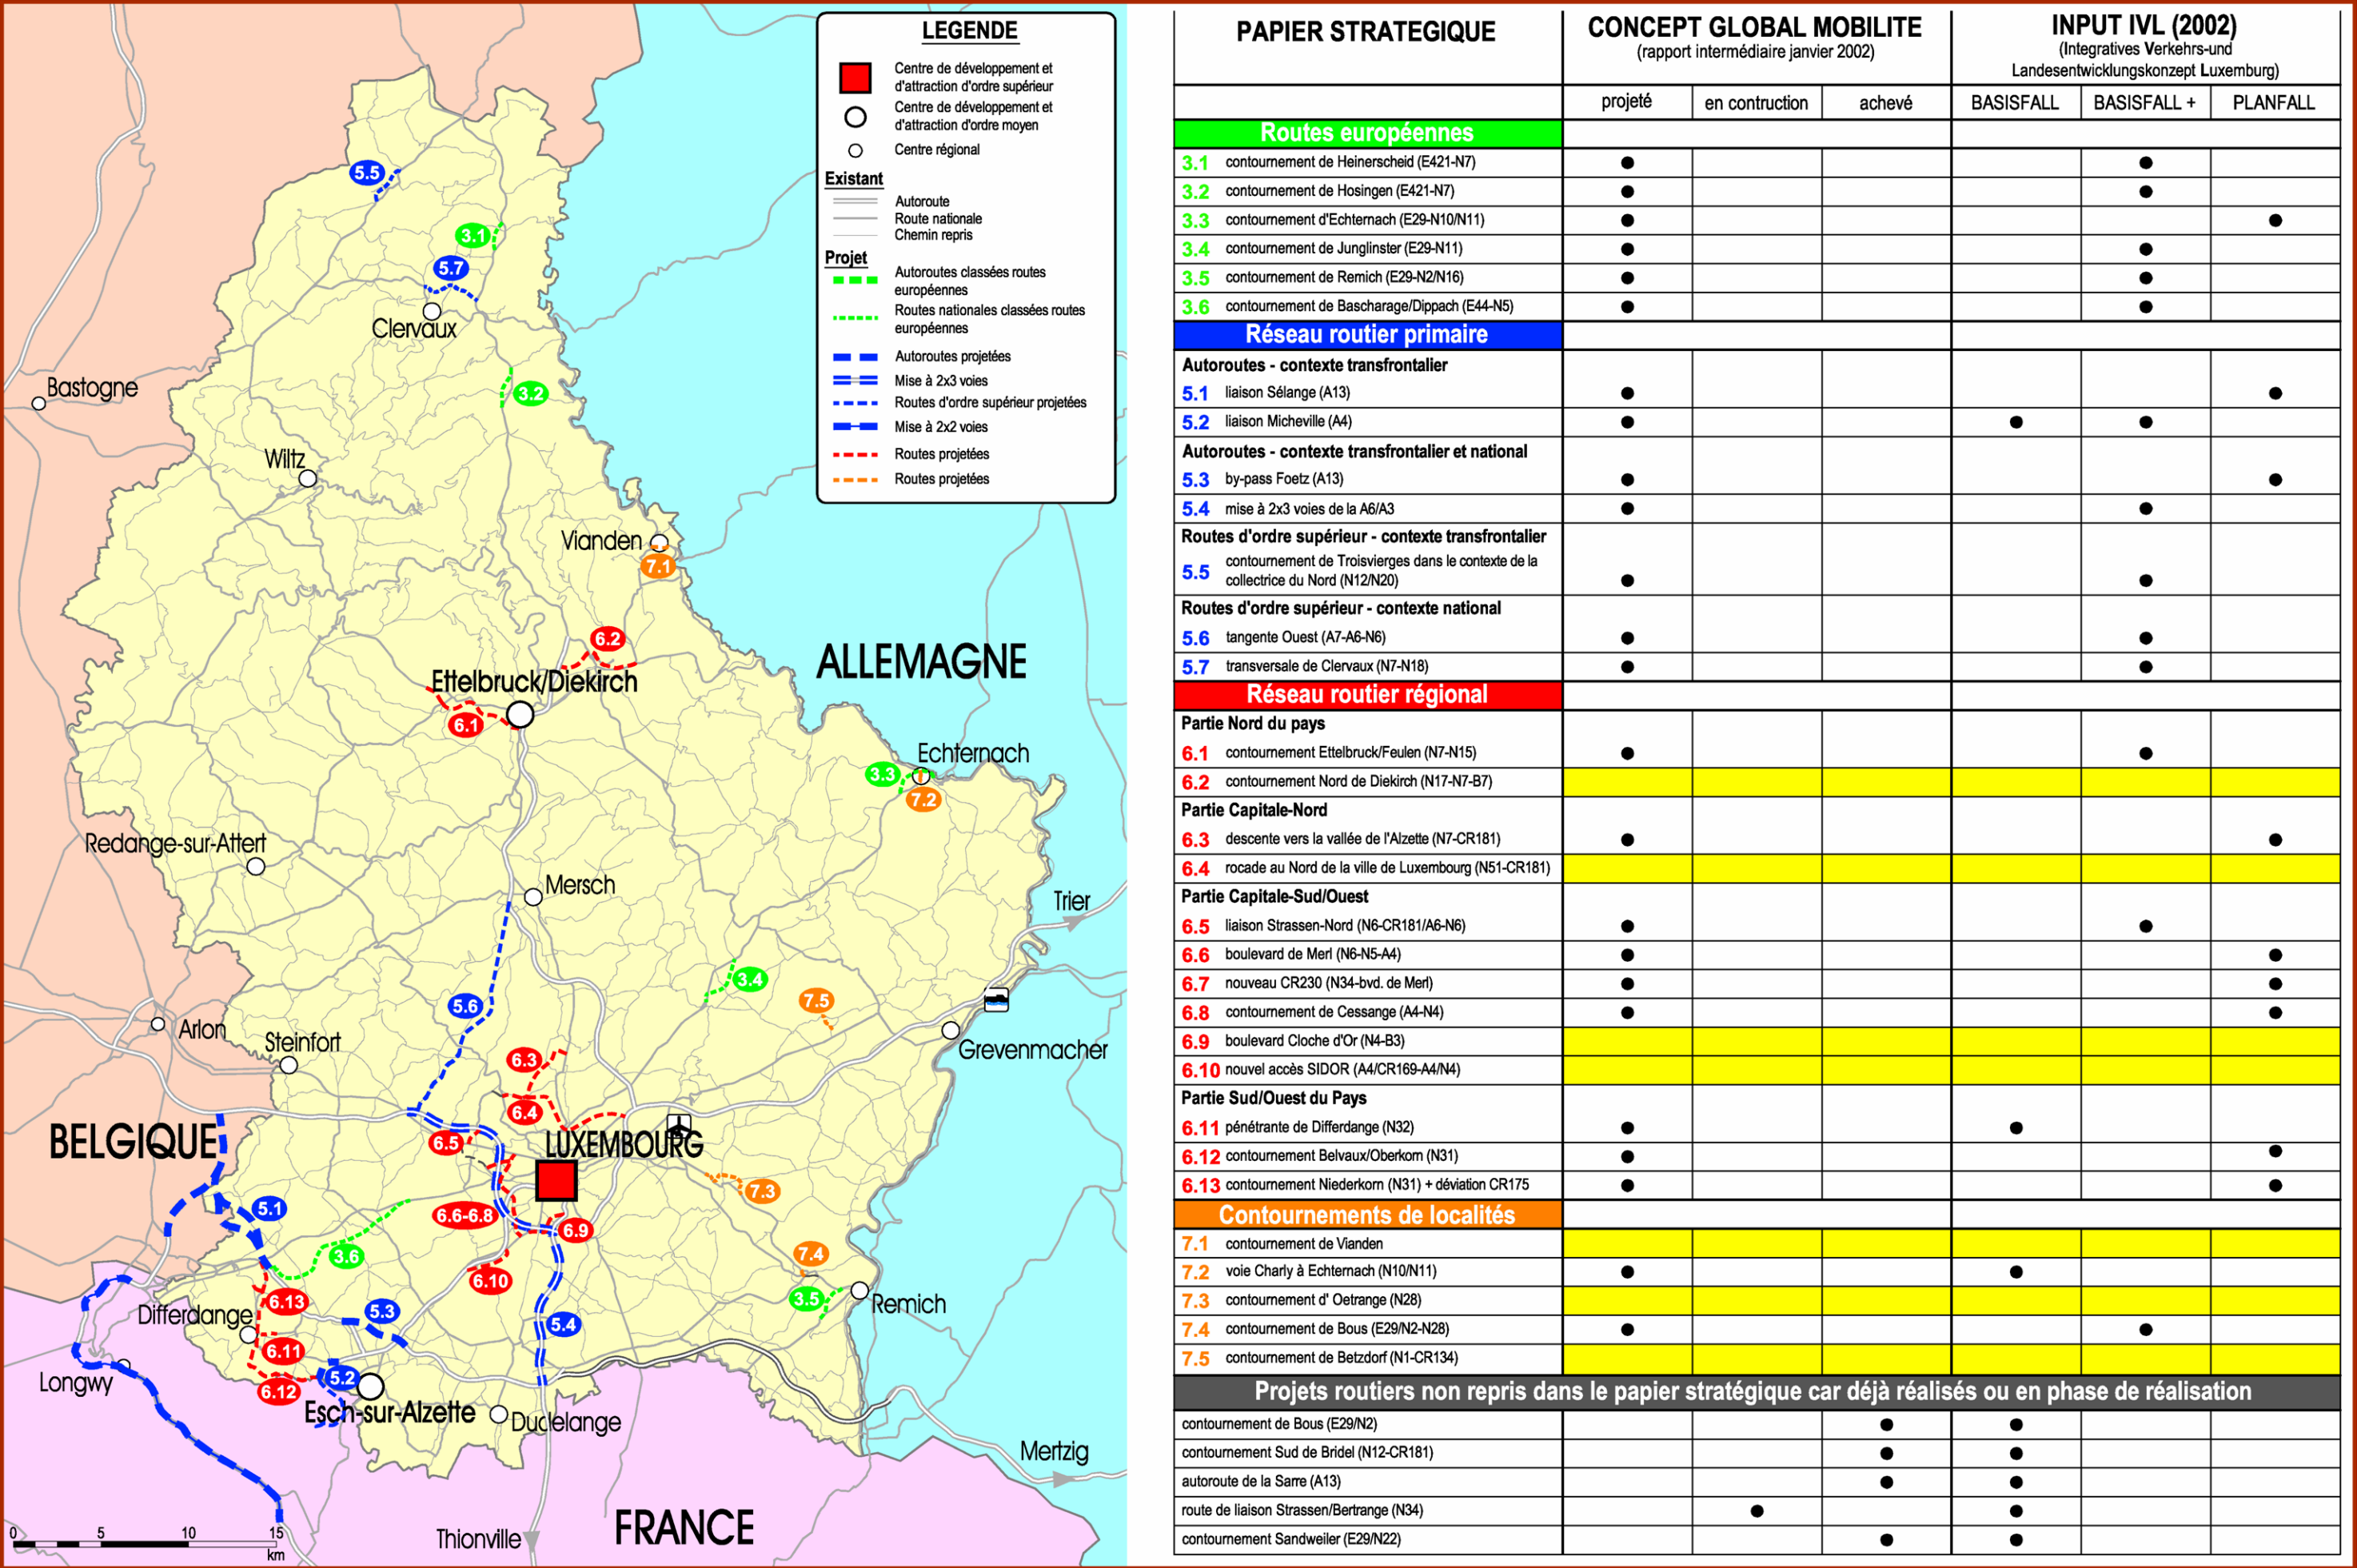 LEGENDE
Centre de développement et
d'attraction d'ordre supérieur
Centre de développement et
d'attraction d'ordre moyen
Centre régional
Existant
Autoroute
Route nationale
Chemin repris
Projet
Autoroutes classées routes
européennes
Routes nationales classées routes
européennes
Autoroutes projetées
Mise à 2x3 voies
Routes d'ordre supérieur projetées
Mise à 2x2 voies
Routes projetées
Routes projetées
5.5
3.1
5.7
Clervaux
Bastogne
3.2
Wiltz
Vianden
7.1
6.2
ALLEMAGNE
Ettelbruck/Diekirch
6.1
Echternach
3.3
7.2
Redange-sur-Attert
Mersch
Trier
3.4
7.5
5.6
Arlon
Steinfort
Grevenmacher
6.3
6.4
BELGIQUE
6.5
LUXEMBOURG
7.3
5.1
6.6-6.8
6.9
3.6
7.4
6.10
3.5
Remich
6.13
5.3
Differdange
5.4
6.11
Longwy
5.2
6.12
Esch-sur-Alzette
Dudelange
Mertzig
FRANCE
Thionville
0 5 10 15
km
PAPIER STRATEGIQUE
CONCEPT GLOBAL MOBILITE
(rapport intermédiaire janvier 2002)
INPUT IVL (2002)
(Integratives Verkehrs-und
Landesentwicklungskonzept Luxemburg)
projeté en contruction achevé BASISFALL BASISFALL + PLANFALL
Routes européennes
3.1 contournement de Heinerscheid (E421-N7)
3.2 contournement de Hosingen (E421-N7)
3.3 contournement d'Echternach (E29-N10/N11)
3.4 contournement de Junglinster (E29-N11)
3.5 contournement de Remich (E29-N2/N16)
3.6 contournement de Bascharage/Dippach (E44-N5)
Réseau routier primaire
Autoroutes - contexte transfrontalier
5.1 liaison Sélange (A13)
5.2 liaison Micheville (A4)
Autoroutes - contexte transfrontalier et national
5.3 by-pass Foetz (A13)
5.4 mise à 2x3 voies de la A6/A3
Routes d'ordre supérieur - contexte transfrontalier
5.5 contournement de Troisvierges dans le contexte de la
collectrice du Nord (N12/N20)
Routes d'ordre supérieur - contexte national
5.6 tangente Ouest (A7-A6-N6)
5.7 transversale de Clervaux (N7-N18)
Réseau routier régional
Partie Nord du pays
6.1 contournement Ettelbruck/Feulen (N7-N15)
6.2 contournement Nord de Diekirch (N17-N7-B7)
Partie Capitale-Nord
6.3 descente vers la vallée de l'Alzette (N7-CR181)
6.4 rocade au Nord de la ville de Luxembourg (N51-CR181)
Partie Capitale-Sud/Ouest
6.5 liaison Strassen-Nord (N6-CR181/A6-N6)
6.6 boulevard de Merl (N6-N5-A4)
6.7 nouveau CR230 (N34-bvd. de Merl)
6.8 contournement de Cessange (A4-N4)
6.9 boulevard Cloche d'Or (N4-B3)
6.10 nouvel accès SIDOR (A4/CR169-A4/N4)
Partie Sud/Ouest du Pays
6.11 pénétrante de Differdange (N32)
6.12 contournement Belvaux/Oberkorn (N31)
6.13 contournement Niederkorn (N31) + déviation CR175
Contournements de localités
7.1 contournement de Vianden
7.2 voie Charly à Echternach (N10/N11)
7.3 contournement d' Oetrange (N28)
7.4 contournement de Bous (E29/N2-N28)
7.5 contournement de Betzdorf (N1-CR134)
Projets routiers non repris dans le papier stratégique car déjà réalisés ou en phase de réalisation
contournement de Bous (E29/N2)
contournement Sud de Bridel (N12-CR181)
autoroute de la Sarre (A13)
route de liaison Strassen/Bertrange (N34)
contournement Sandweiler (E29/N22)